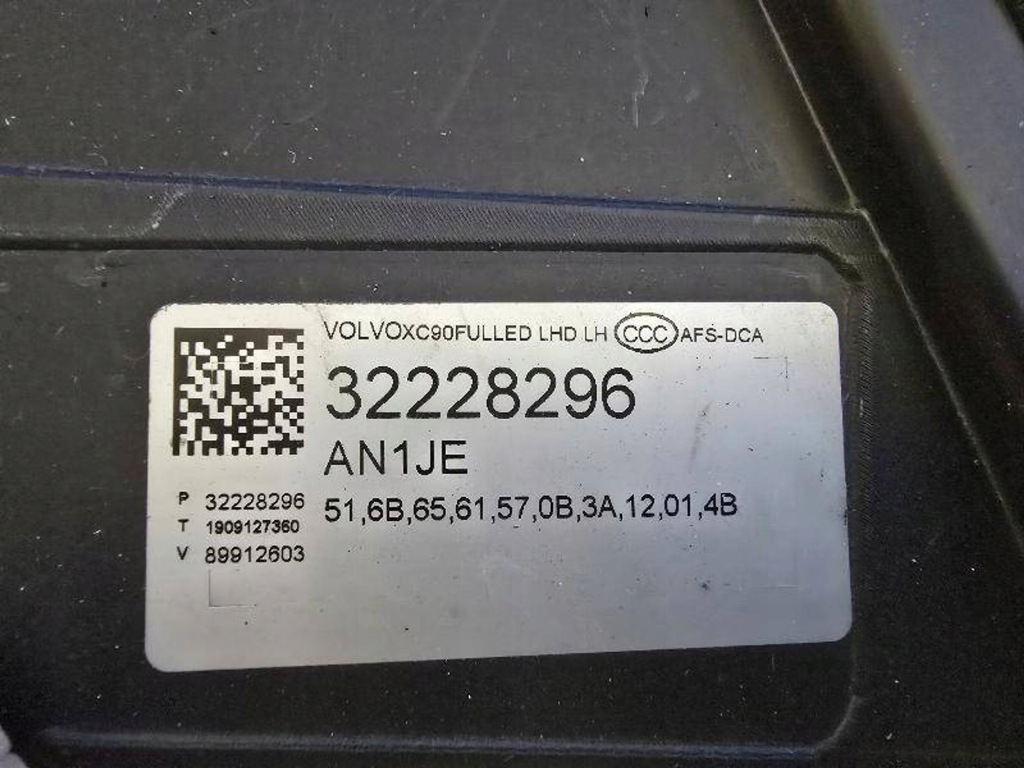 VOLVOXC90FULLED LHD LH CCC AFS-DCA
32228296
AN1JE
51,6B,65,61,57,0B,3A,12,01,4B
P 32228296
T 1909127360
V 89912603